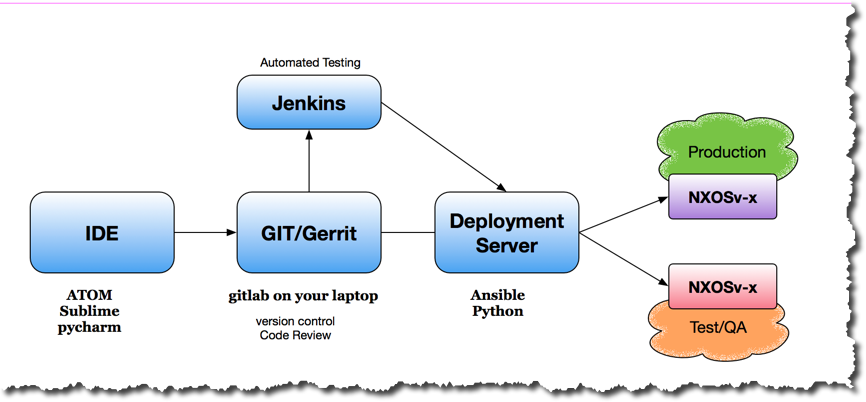 Automated Testing
Jenkins
Production
NXOSv-x
IDE
GIT/Gerrit
Deployment
Server
NXOSv-x
Test/QA
ATOM
Sublime
pycharm
gitlab on your laptop
version control
Code Review
Ansible
Python